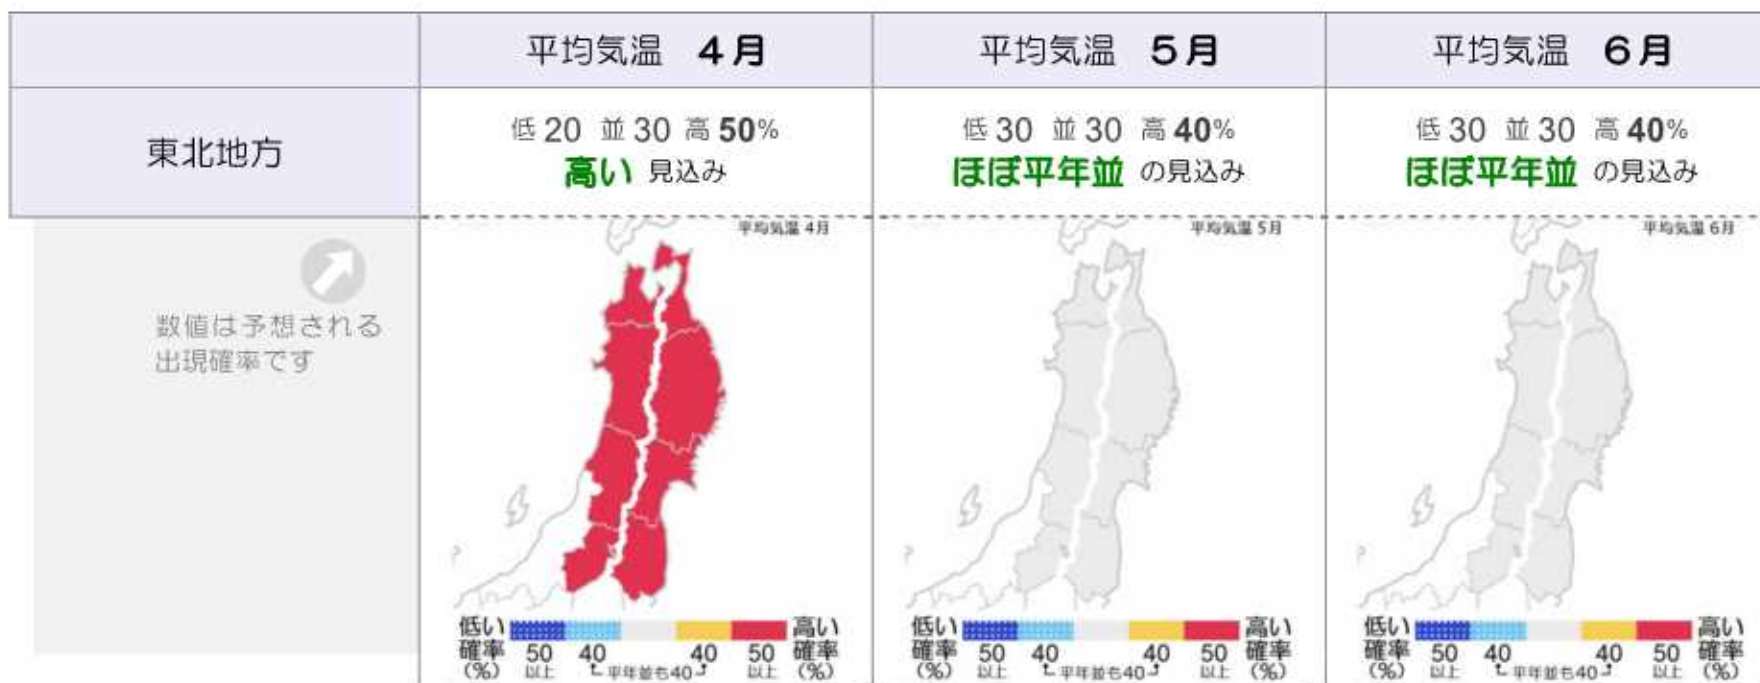 平均気温 4月
平均気温 5月
平均気温 6月
東北地方
低 20 並 30 高 50%
高い 見込み
低 30 並 30 高 40%
ほぼ平年並 の見込み
低 30 並 30 高 40%
ほぼ平年並 の見込み
数値は予想される
出現確率です
平均気温 4月
低い
確率
(%)
50
以上
40
40
50
以上
└平年並も40┘
高い
確率
(%)
平均気温 5月
低い
確率
(%)
50
以上
40
40
50
以上
└平年並も40┘
高い
確率
(%)
平均気温 6月
低い
確率
(%)
50
以上
40
40
50
以上
└平年並も40┘
高い
確率
(%)